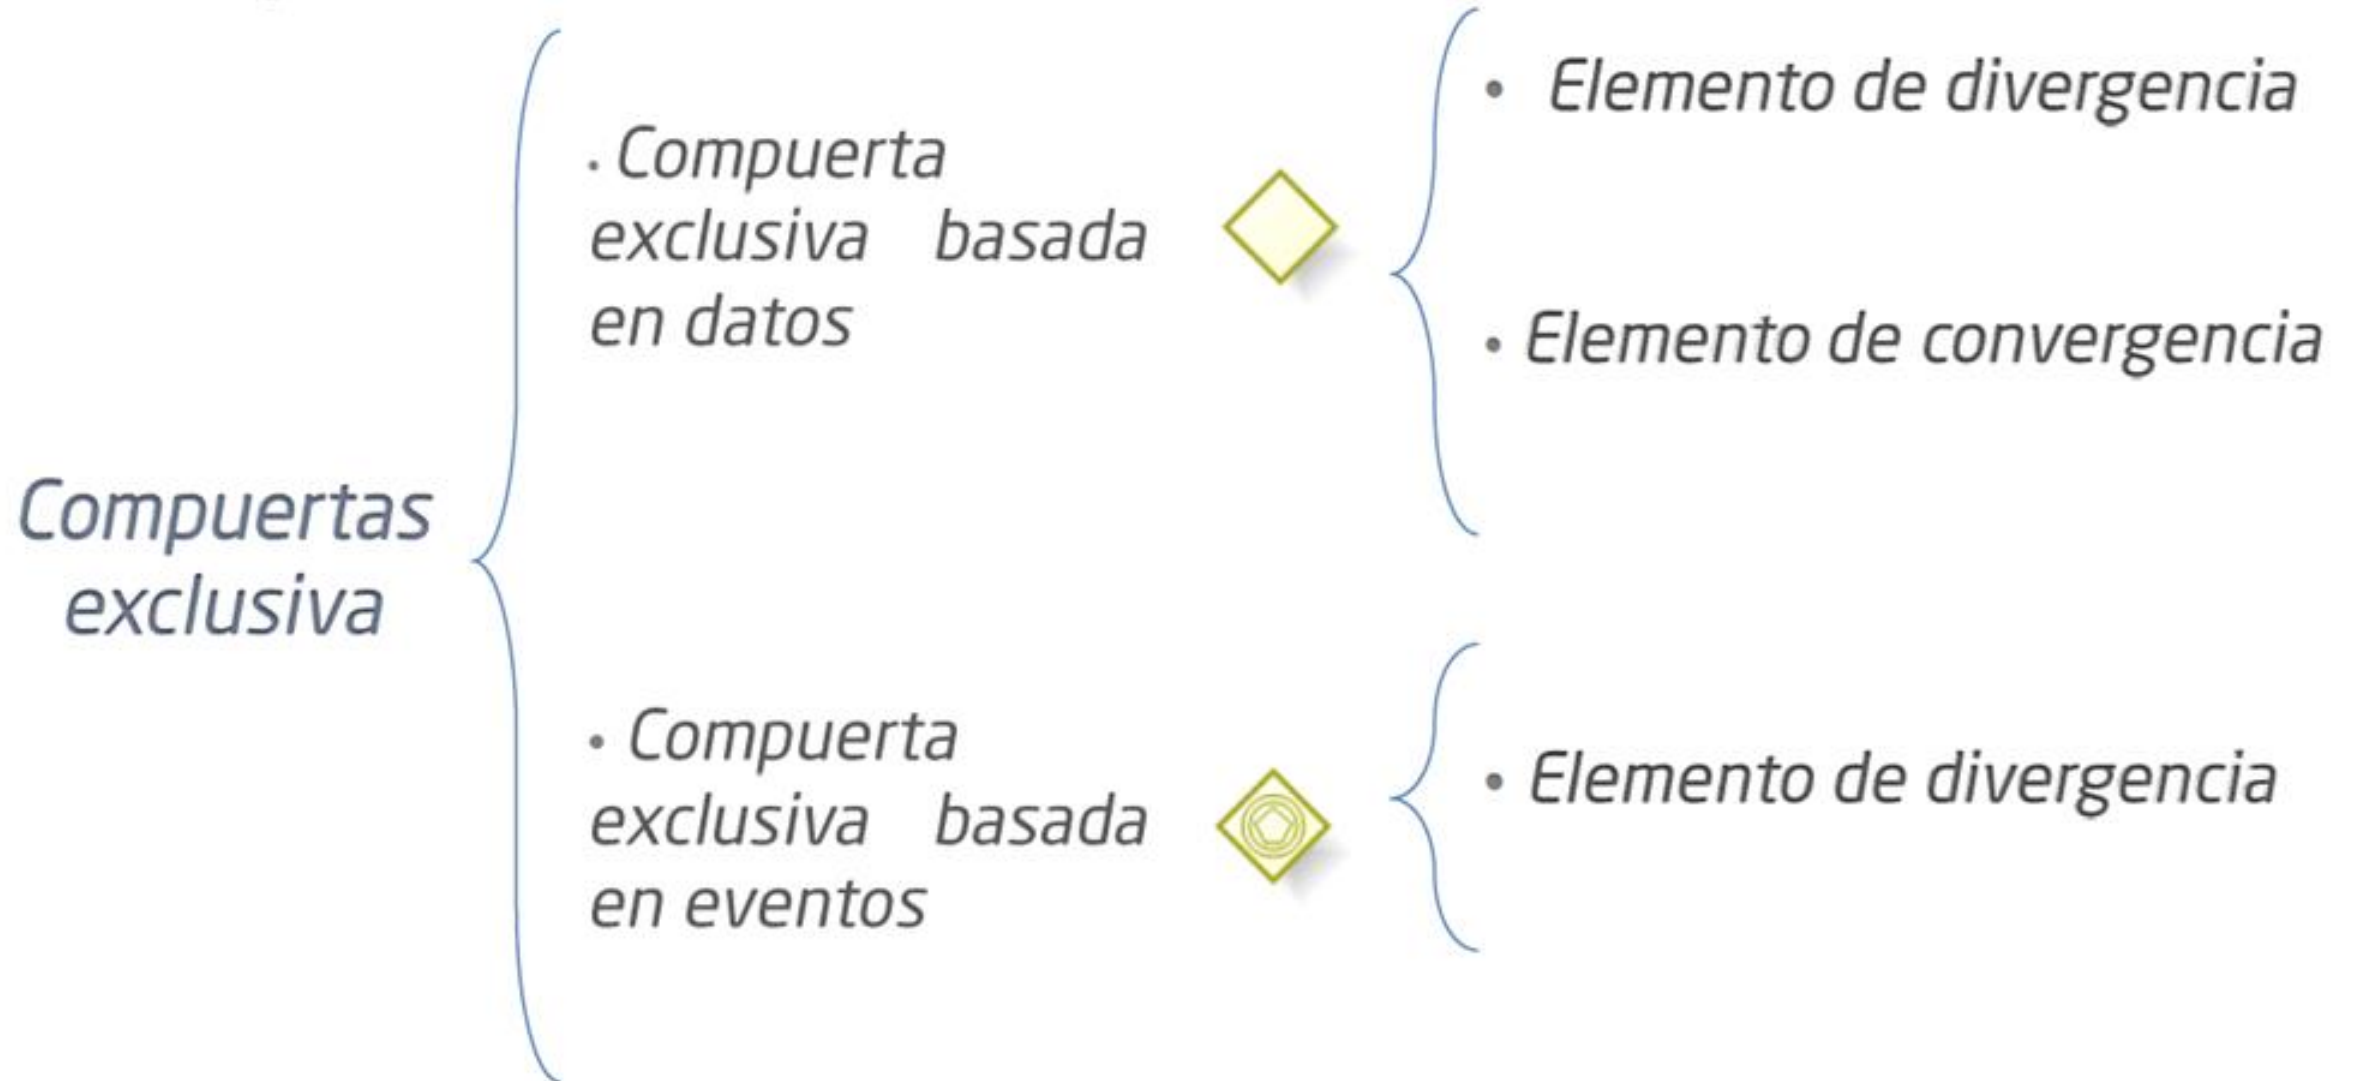 Compuertas
exclusiva
· Compuerta
exclusiva basada
en datos
• Elemento de divergencia
• Elemento de convergencia
• Compuerta
exclusiva basada
en eventos
• Elemento de divergencia